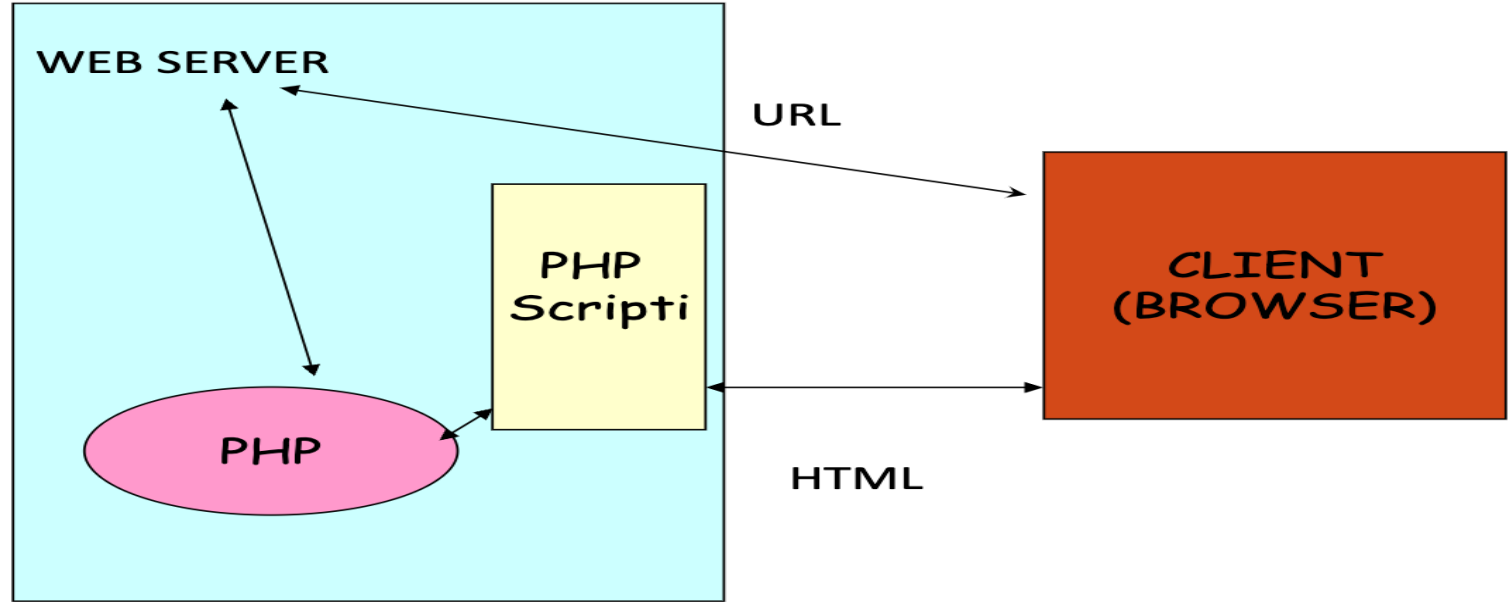 WEB SERVER
URL
PHP
Scripti
CLIENT
(BROWSER)
PHP
HTML